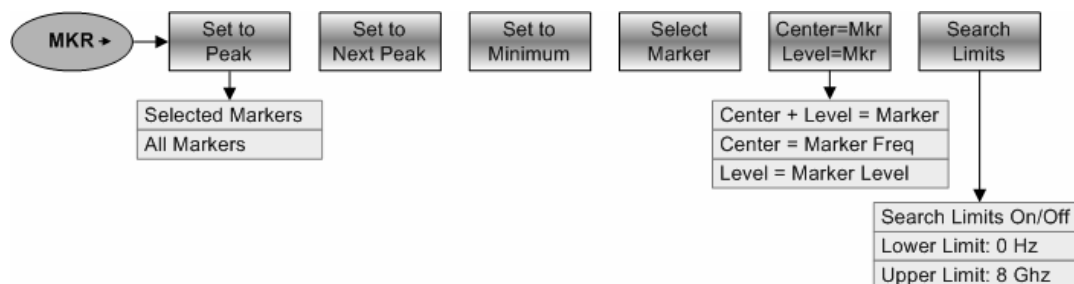 MKR →
Set to
Peak
Set to
Next Peak
Set to
Minimum
Select
Marker
Center=Mkr
Level=Mkr
Search
Limits
Selected Markers
All Markers
Center + Level = Marker
Center = Marker Freq
Level = Marker Level
Search Limits On/Off
Lower Limit: 0 Hz
Upper Limit: 8 Ghz